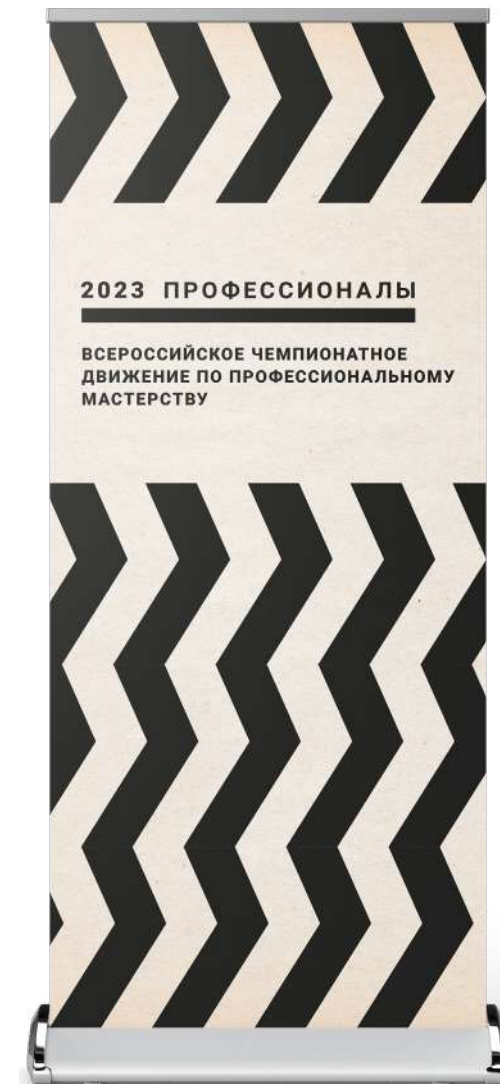 2023 ПРОФЕССИОНАЛЫ
ВСЕРОССИЙСКОЕ ЧЕМПИОНАТНОЕ
ДВИЖЕНИЕ ПО ПРОФЕССИОНАЛЬНОМУ
МАСТЕРСТВУ